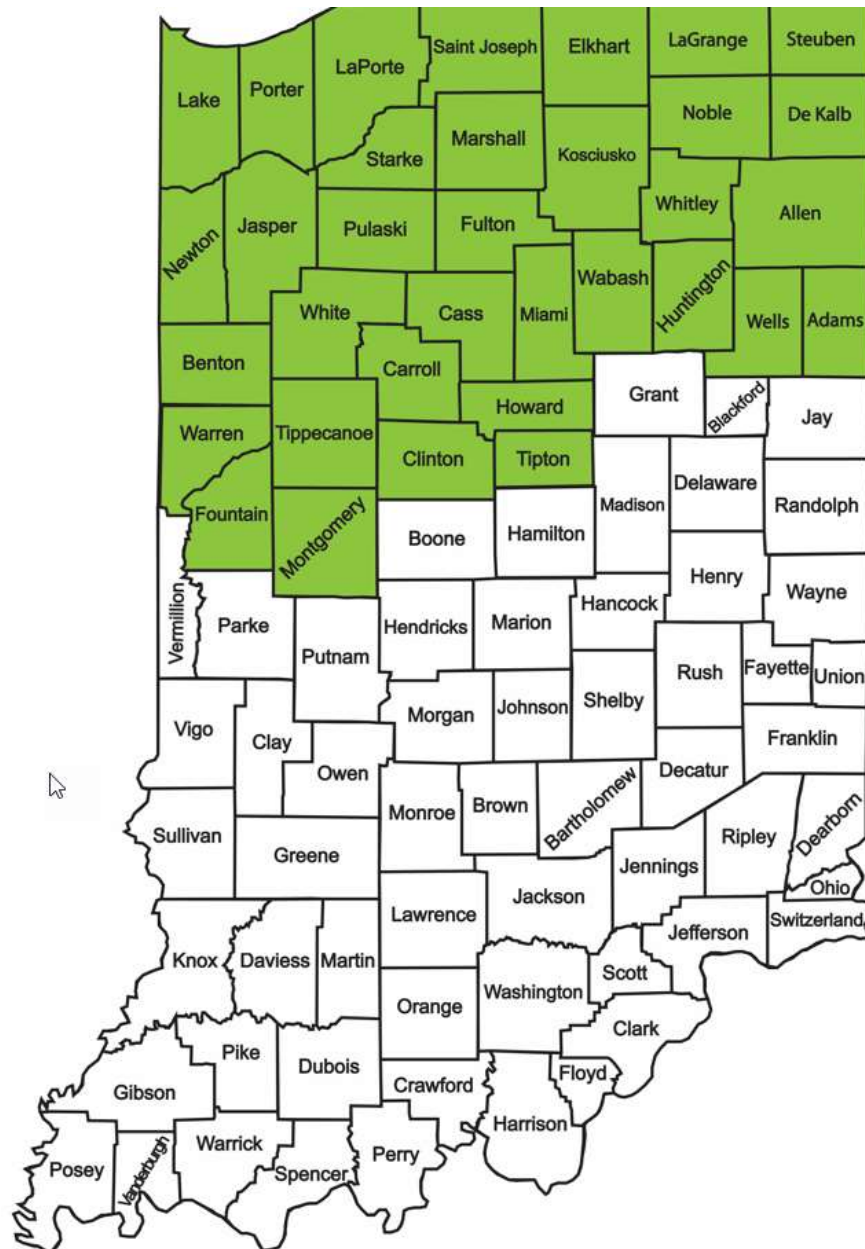 Saint Joseph
Elkhart
LaGrange
Steuben
LaPorte
Porter
Lake
Noble
De Kalb
Marshall
Starke
Kosciusko
Whitley
Allen
Newton
Jasper
Pulaski
Fulton
Wabash
Huntington
White
Cass
Miami
Wells
Adams
Benton
Carroll
Grant
Blackford
Jay
Howard
Warren
Tippecanoe
Clinton
Tipton
Delaware
Madison
Randolph
Fountain
Montgomery
Boone
Hamilton
Henry
Wayne
Vermillion
Parke
Hendricks
Marion
Hancock
Putnam
Rush
Fayette
Union
Morgan
Johnson
Shelby
Vigo
Clay
Franklin
Owen
Decatur
Monroe
Brown
Bartholomew
Dearborn
Sullivan
Greene
Jennings
Ripley
Ohio
Lawrence
Jackson
Switzerland
Jefferson
Knox
Daviess
Martin
Scott
Washington
Orange
Clark
Pike
Dubois
Floyd
Gibson
Crawford
Harrison
Warrick
Perry
Posey
Vanderburgh
Spencer